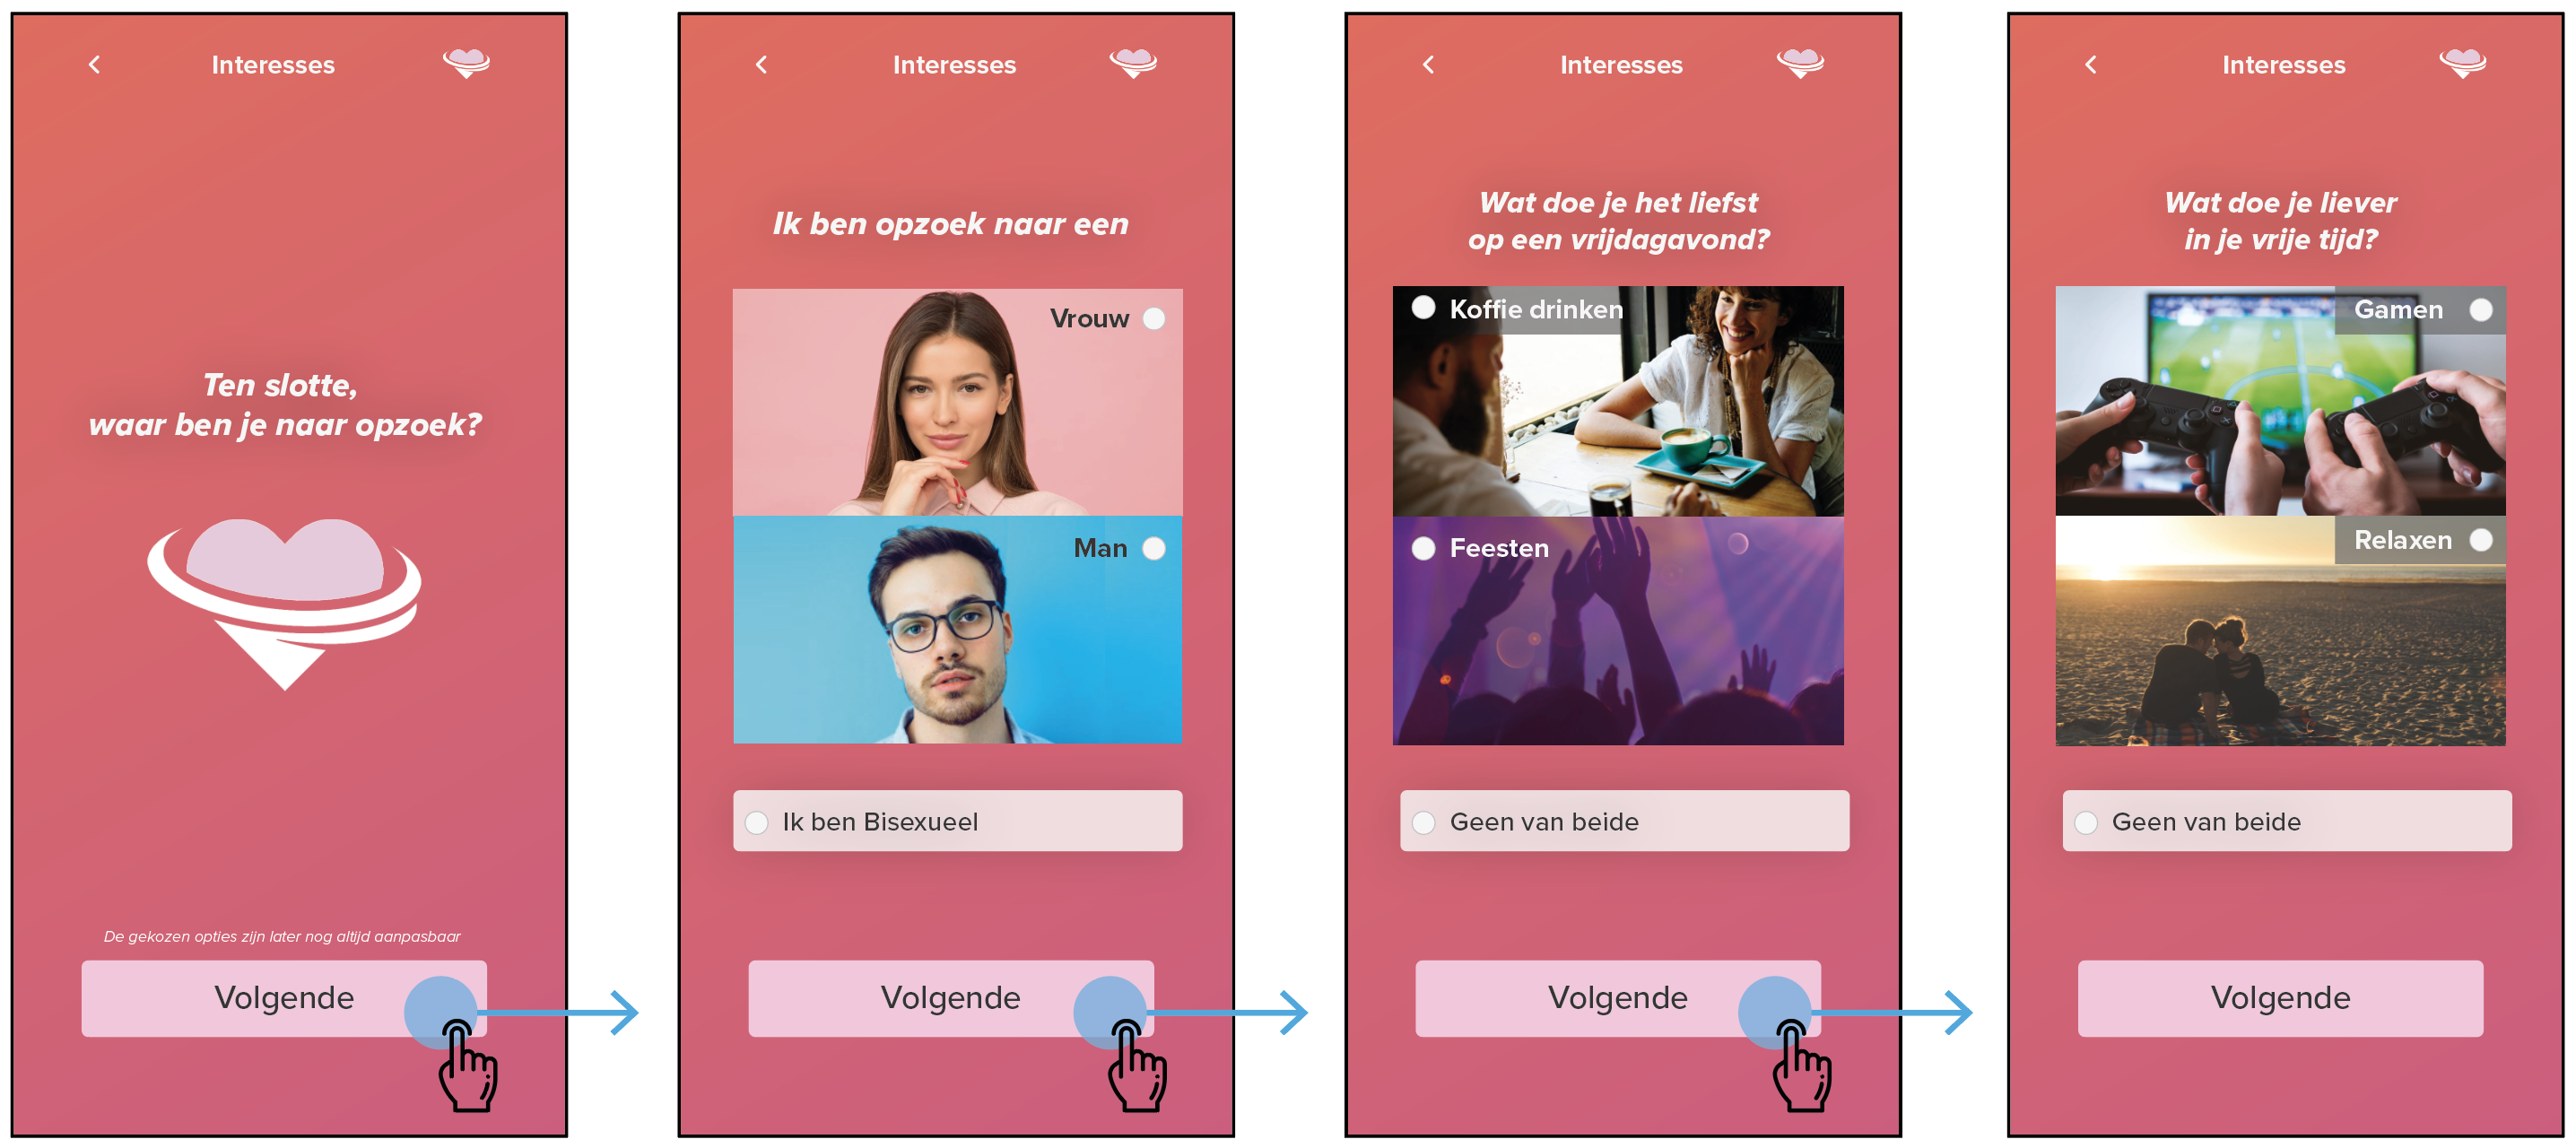 Interesses
Ten slotte,
waar ben je naar opzoek?
De gekozen opties zijn later nog altijd aanpasbaar
Volgende
Interesses
Ik ben opzoek naar een
Vrouw
Man
Ik ben Bisexueel
Volgende
Interesses
Wat doe je het liefst
op een vrijdagavond?
Koffie drinken
Feesten
Geen van beide
Volgende
Interesses
Wat doe je liever
in je vrije tijd?
Gamen
Relaxen
Geen van beide
Volgende